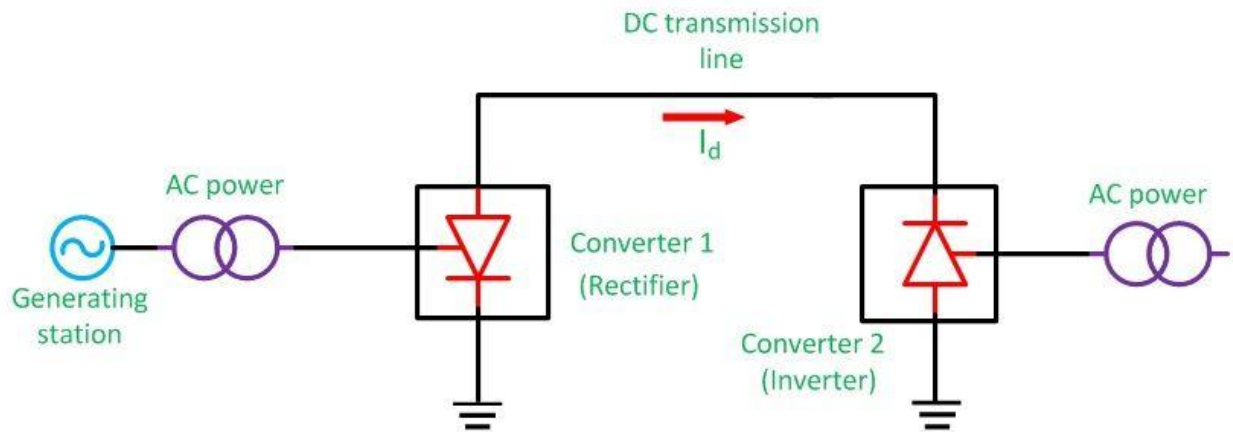 DC transmission
line
I_d
AC power
AC power
Converter 1
(Rectifier)
Generating
station
Converter 2
(Inverter)